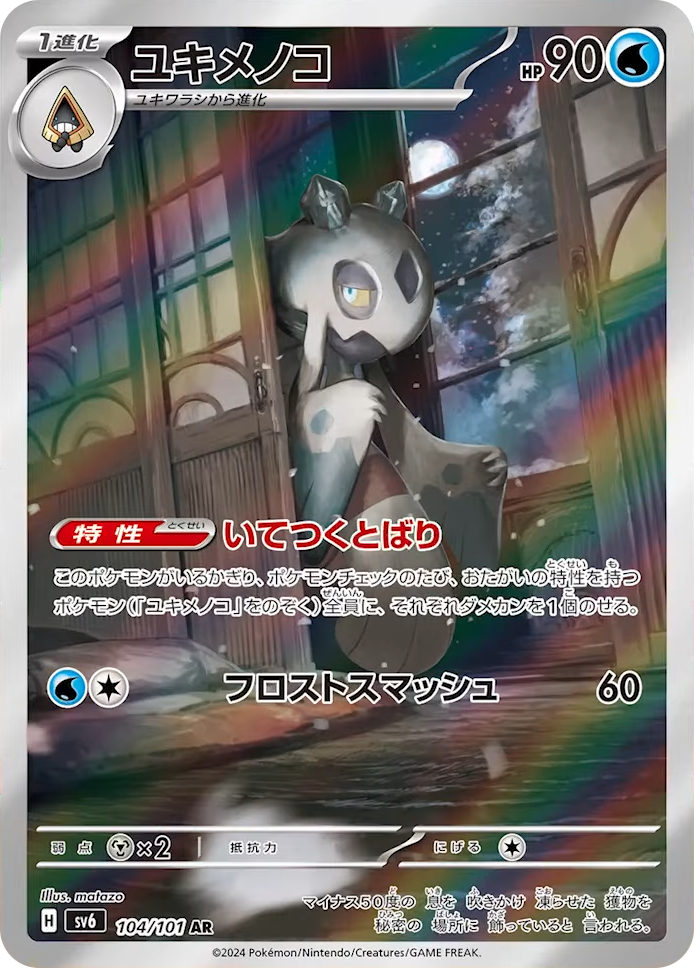 1進化
ユキメノコ
HP90
ユキワラシから進化
特性 とくせい いてつくとばり
このポケモンがいるかぎり、ポケモンチェックのたび、おたがいの特性を持つ
ポケモン(「ユキメノコ」をのぞく)全員に、それぞれダメカンを1個のせる。
フロストスマッシュ 60
弱点 ×2 抵抗力 にげる
Illus. matazo
マイナス50度の 息を 吹きかけ 凍らせた 獲物を
秘密の 場所に 飾っていると 言われる。
H sv6 104/101 AR
©2024 Pokémon/Nintendo/Creatures/GAME FREAK.